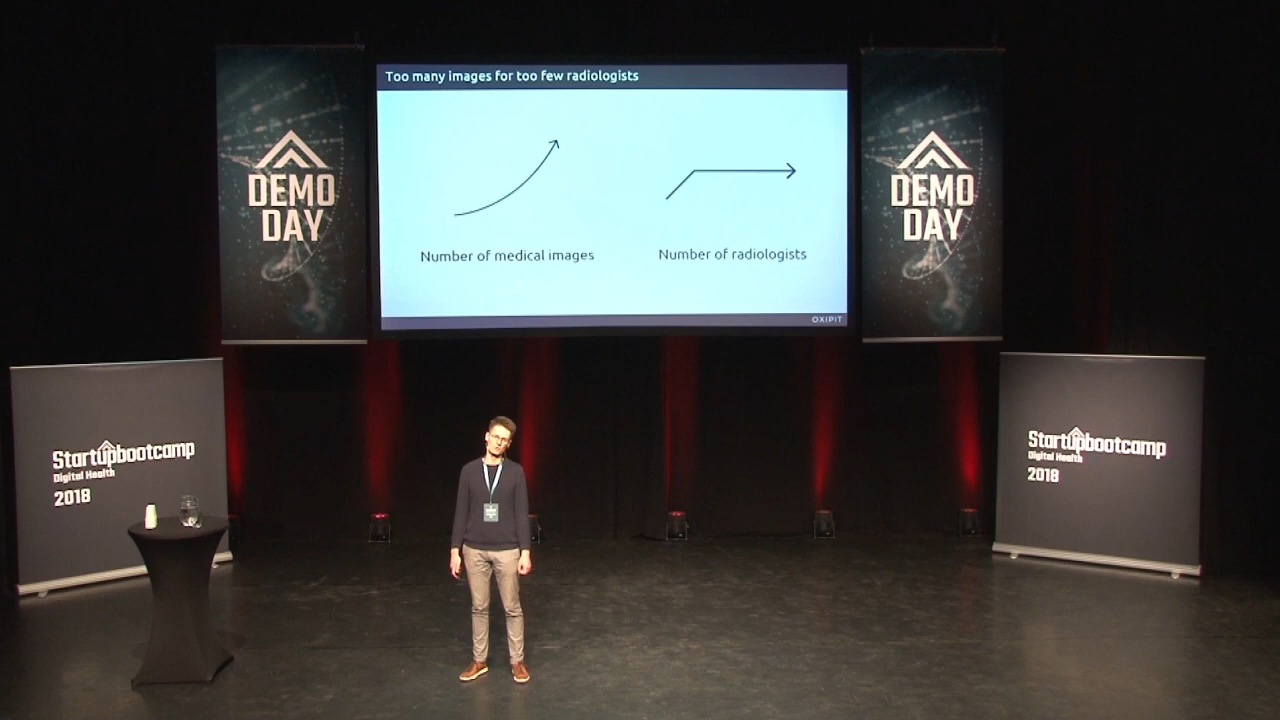 Too many images for too few radiologists
Number of medical images
Number of radiologists
OXIPIT
DEMO
DAY
DEMO
DAY
Startupbootcamp
Digital Health
2018
Startupbootcamp
Digital Health
2018